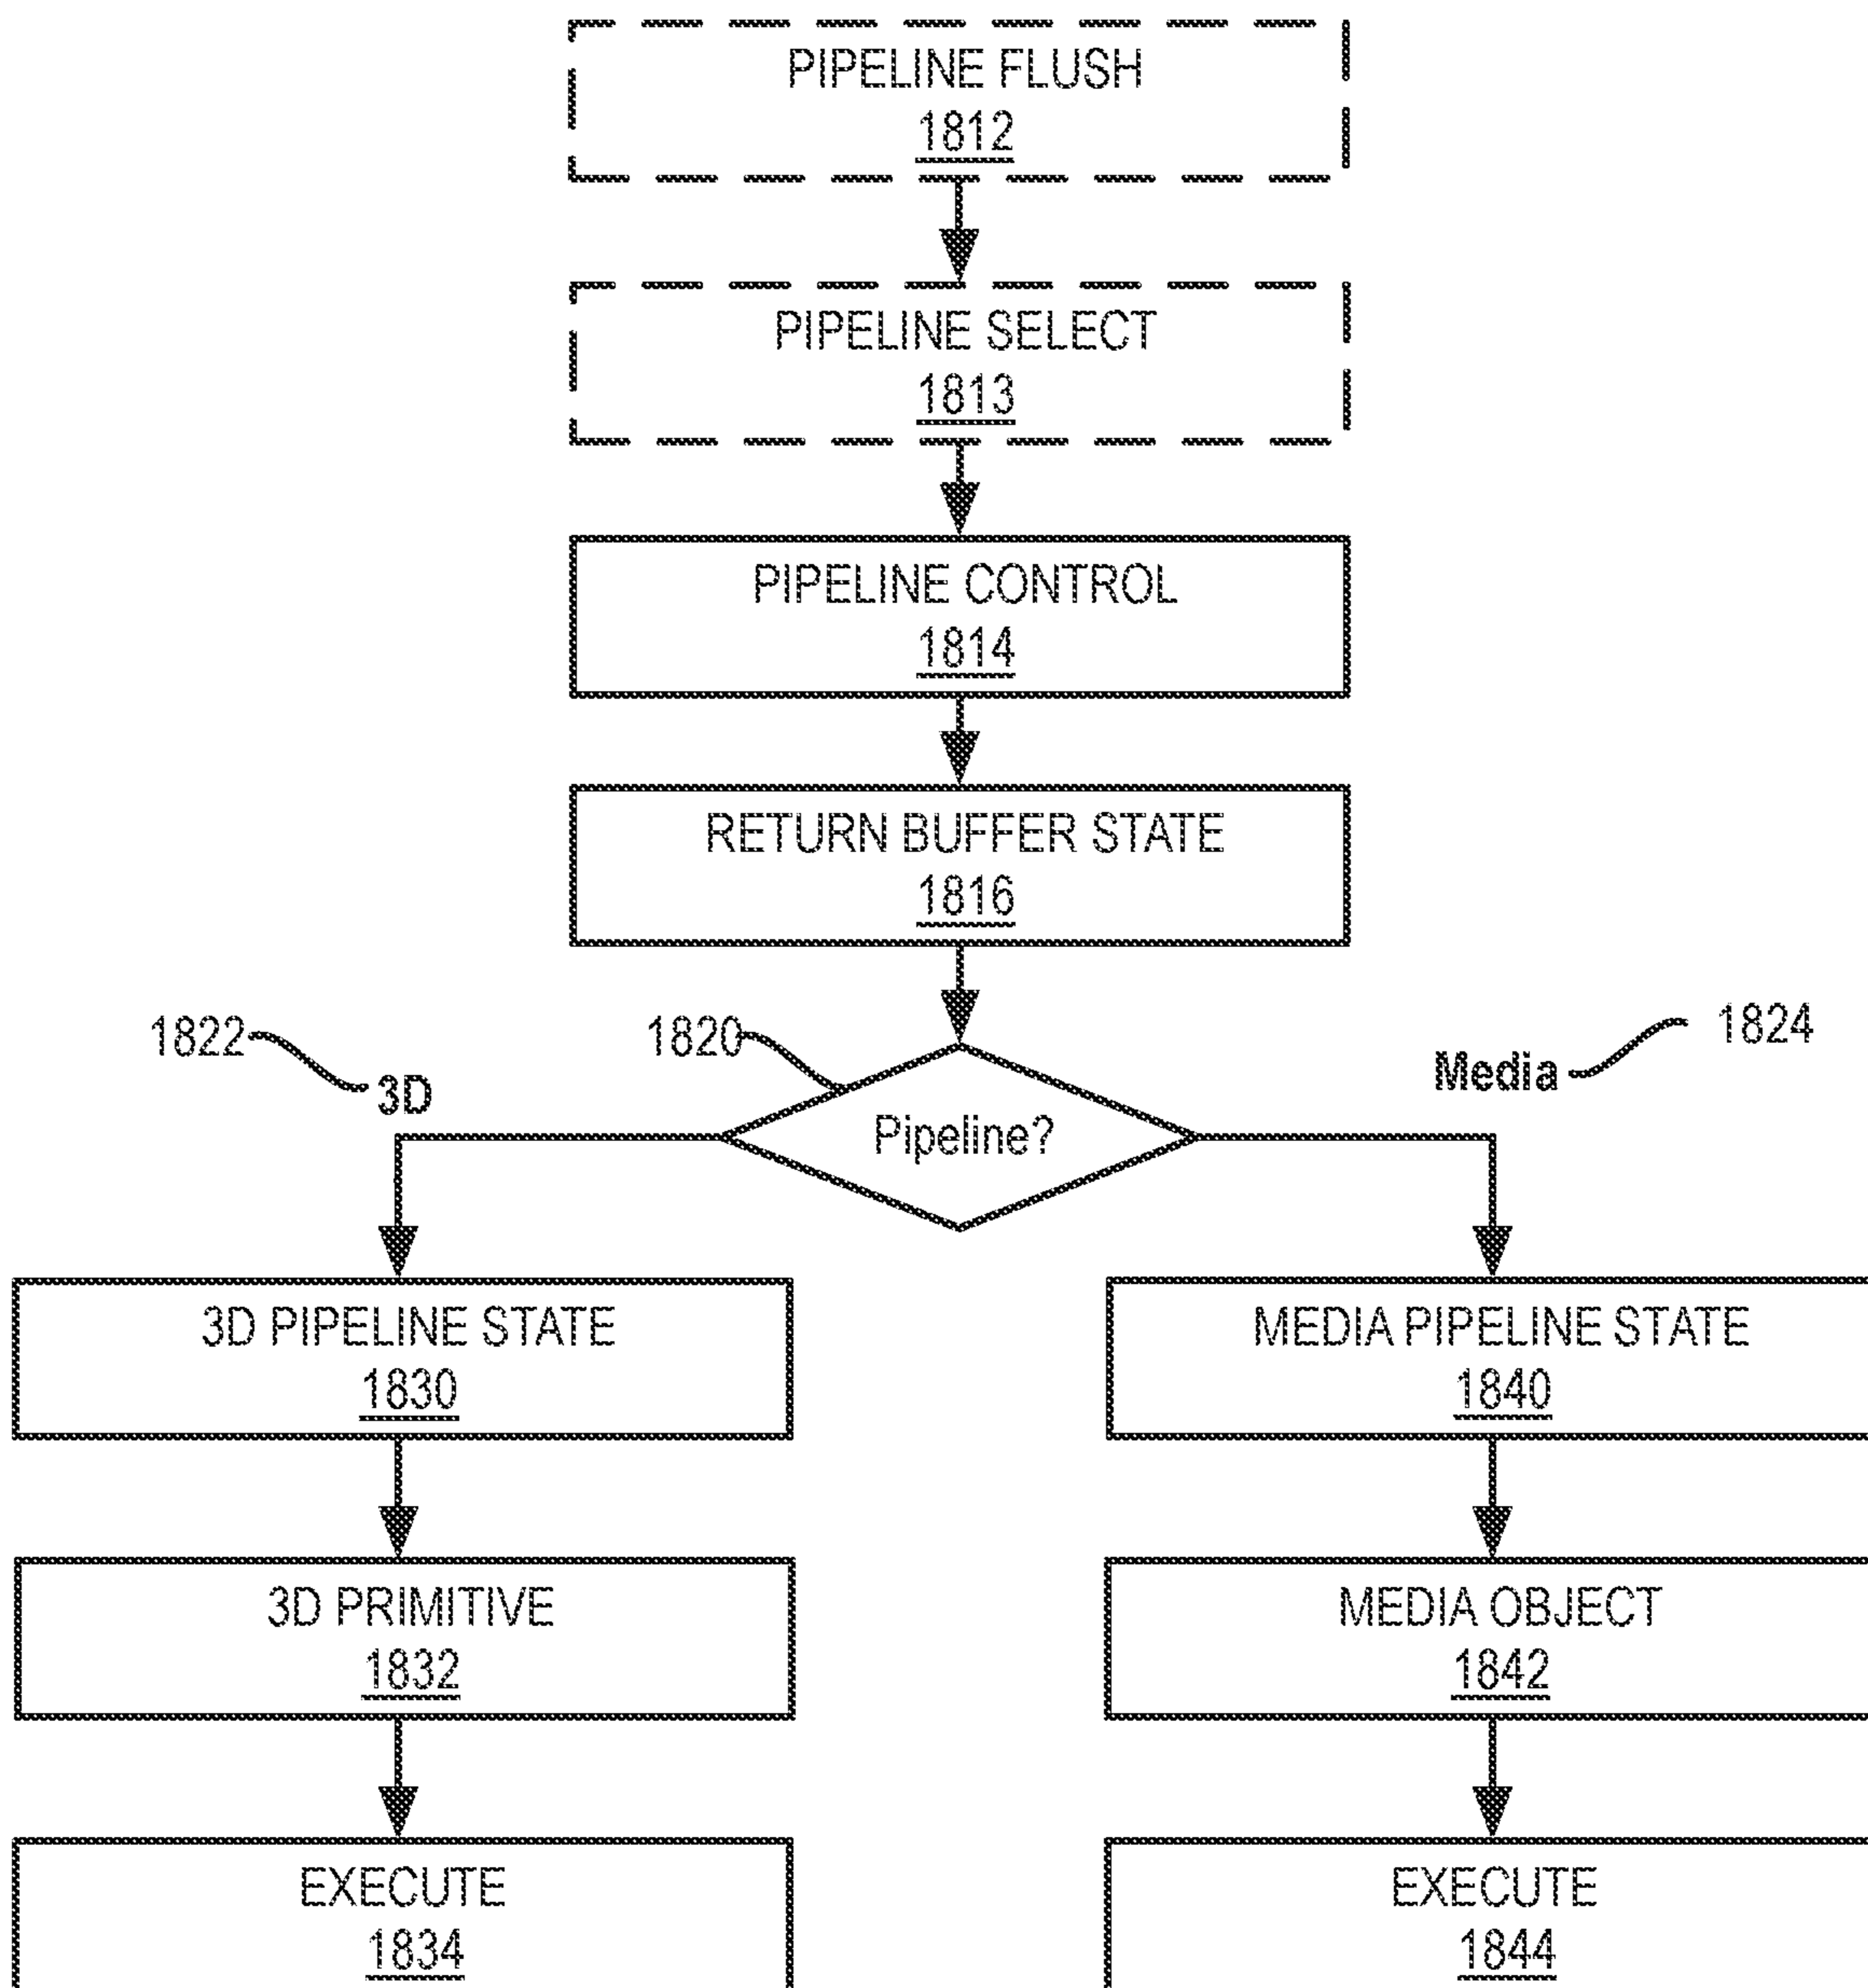 PIPELINE FLUSH
1812
PIPELINE SELECT
1813
PIPELINE CONTROL
1814
RETURN BUFFER STATE
1816
1822
3D
1820
Pipeline?
Media
1824
3D PIPELINE STATE
1830
MEDIA PIPELINE STATE
1840
3D PRIMITIVE
1832
MEDIA OBJECT
1842
EXECUTE
1834
EXECUTE
1844